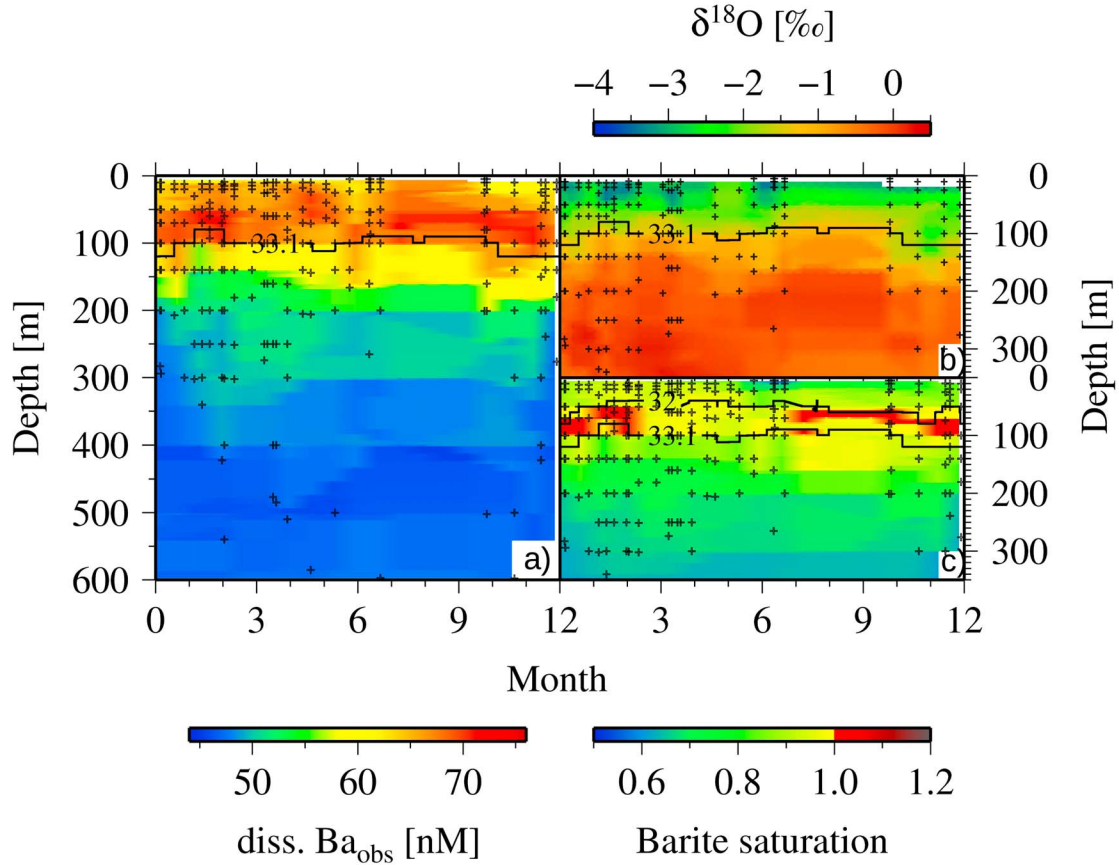 δ¹⁸O [‰]
−4 −3 −2 −1 0
0 0
100 33.1 33.1 100
200 200
300 b) 300
0
400 32
33.1 100
500 200
a) c) 300
600
0 3 6 9 12 3 6 9 12
Depth [m]
Depth [m]
Month
50 60 70
0.6 0.8 1.0 1.2
diss. Ba_obs [nM]
Barite saturation